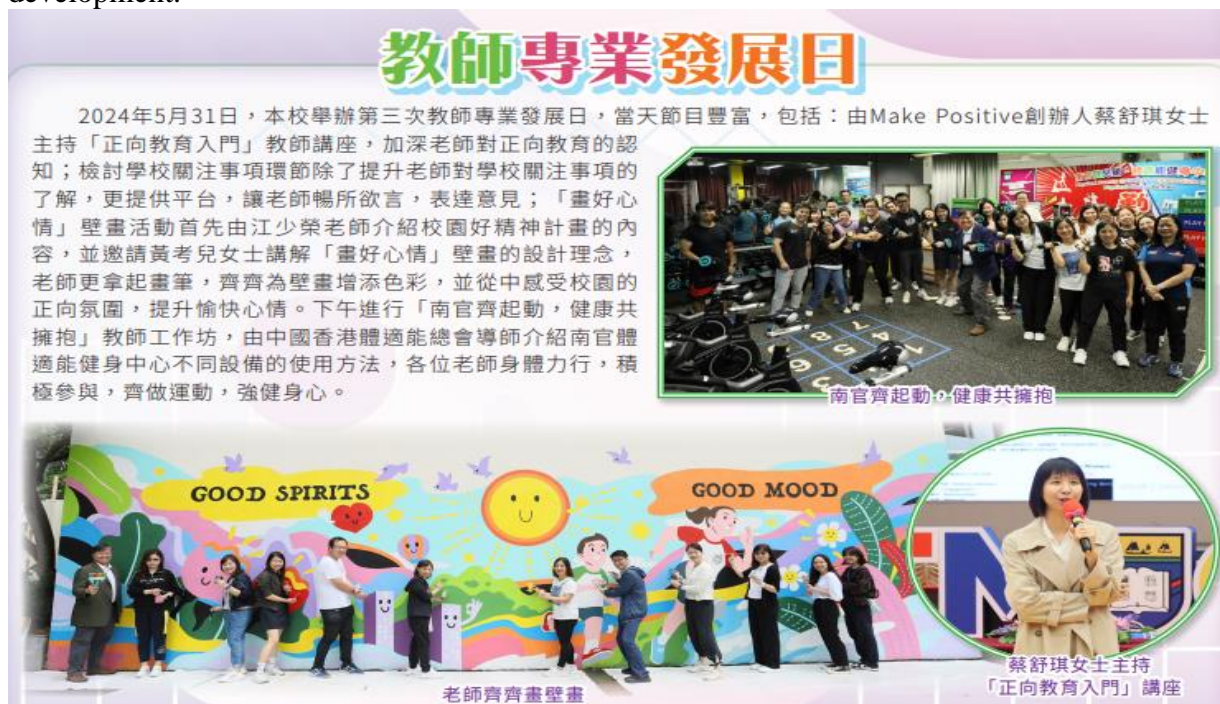 development.
教師專業發展日
2024年5月31日，本校舉辦第三次教師專業發展日，當天節目豐富，包括：由Make Positive創辦人蔡舒琪女士
主持「正向教育入門」教師講座，加深老師對正向教育的認
知；檢討學校關注事項環節除了提升老師對學校關注事項的
了解，更提供平台，讓老師暢所欲言，表達意見；「畫好心
情」壁畫活動首先由江少榮老師介紹校園好精神計畫的內
容，並邀請黃考兒女士講解「畫好心情」壁畫的設計理念，
老師更拿起畫筆，齊齊為壁畫增添色彩，並從中感受校園的
正向氛圍，提升愉快心情。下午進行「南官齊起動，健康共
擁抱」教師工作坊，由中國香港體適能總會導師介紹南官體
適能健身中心不同設備的使用方法，各位老師身體力行，積
極參與，齊做運動，強健身心。
南官齊起動，健康共擁抱
GOOD SPIRITS
GOOD MOOD
老師齊齊畫壁畫
蔡舒琪女士主持
「正向教育入門」講座